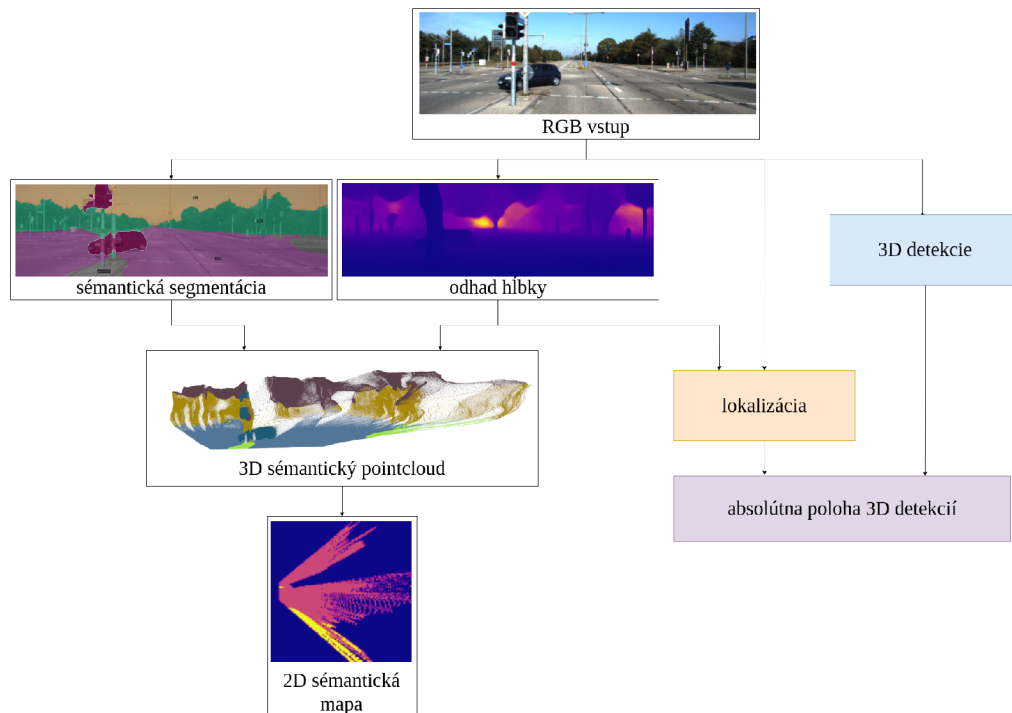 RGB vstup
sémantická segmentácia
odhad hĺbky
3D detekcie
lokalizácia
3D sémantický pointcloud
absolútna poloha 3D detekcií
2D sémantická
mapa